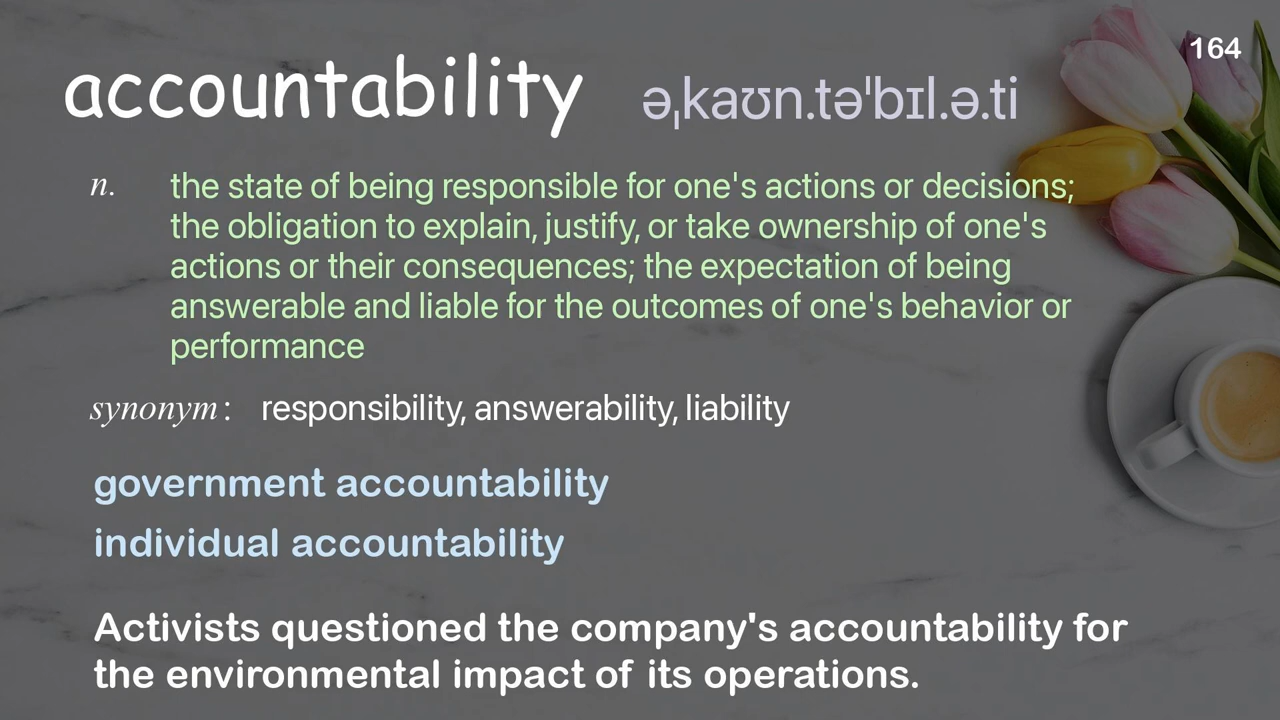 164
accountability əˌkaʊn.təˈbɪl.ə.ti
n. the state of being responsible for one's actions or decisions;
the obligation to explain, justify, or take ownership of one's
actions or their consequences; the expectation of being
answerable and liable for the outcomes of one's behavior or
performance
synonym: responsibility, answerability, liability
government accountability
individual accountability
Activists questioned the company's accountability for
the environmental impact of its operations.